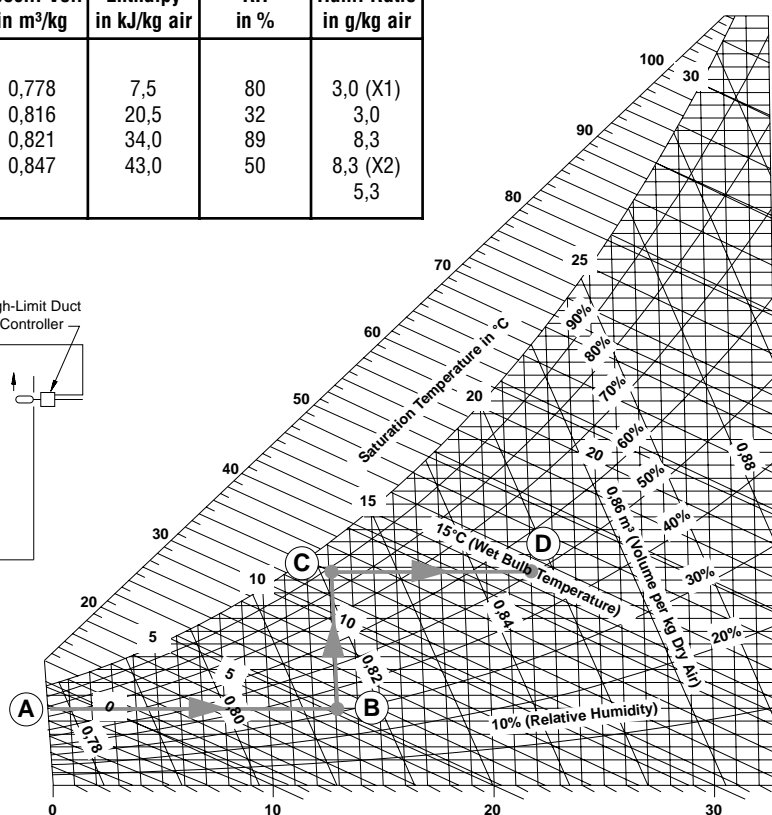 in m³/kg
in kJ/kg air
in %
in g/kg air
0,778 7,5 80 3,0 (X1)
0,816 20,5 32 3,0
0,821 34,0 89 8,3
0,847 43,0 50 8,3 (X2)
5,3
gh-Limit Duct
Controller
100
90
80
70
60
50
40
30
20
30
25
20
15
10
5
Saturation Temperature in °C
90%
80%
70%
60%
50%
40%
30%
20%
10% (Relative Humidity)
20
15°C (Wet Bulb Temperature)
10
5
0
0,88
0,86 m³ (Volume per kg Dry Air)
0.84
0,82
0.80
0.78
A
B
C
D
0 10 20 30